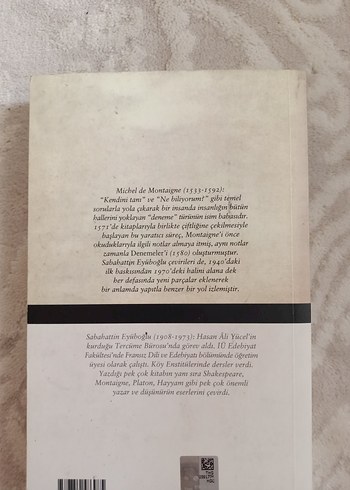 Michel de Montaigne (1533-1592):
"Kendini tanı" ve "Ne biliyorum?" gibi temel
sorularla yola çıkarak bir insanda insanlığın bütün
hallerini yoklayan "deneme" türünün isim babasıdır.
1571'de kitaplarıyla birlikte çiftliğine çekilmesiyle
başlayan bu yaratıcı süreç, Montaigne'i önce
okuduklarıyla ilgili notlar almaya itmiş, aynı notlar
zamanla Denemeler'i (1580) oluşturmuştur.
Sabahattin Eyüboğlu çevirileri de, 1940'daki
ilk baskısından 1970'deki halini alana dek
her defasında yeni parçalar eklenerek
bir anlamda yapıtla benzer bir yol izlemiştir.
Sabahattin Eyüboğlu (1908-1973): Hasan Âli Yücel'in
kurduğu Tercüme Bürosu'nda görev aldı. İÜ Edebiyat
Fakültesi'nde Fransız Dili ve Edebiyatı bölümünde öğretim
üyesi olarak çalıştı. Köy Enstitülerinde dersler verdi.
Yazdığı pek çok kitabın yanı sıra Shakespeare,
Montaigne, Platon, Hayyam gibi pek çok önemli
yazar ve düşünürün eserlerini çevirdi.